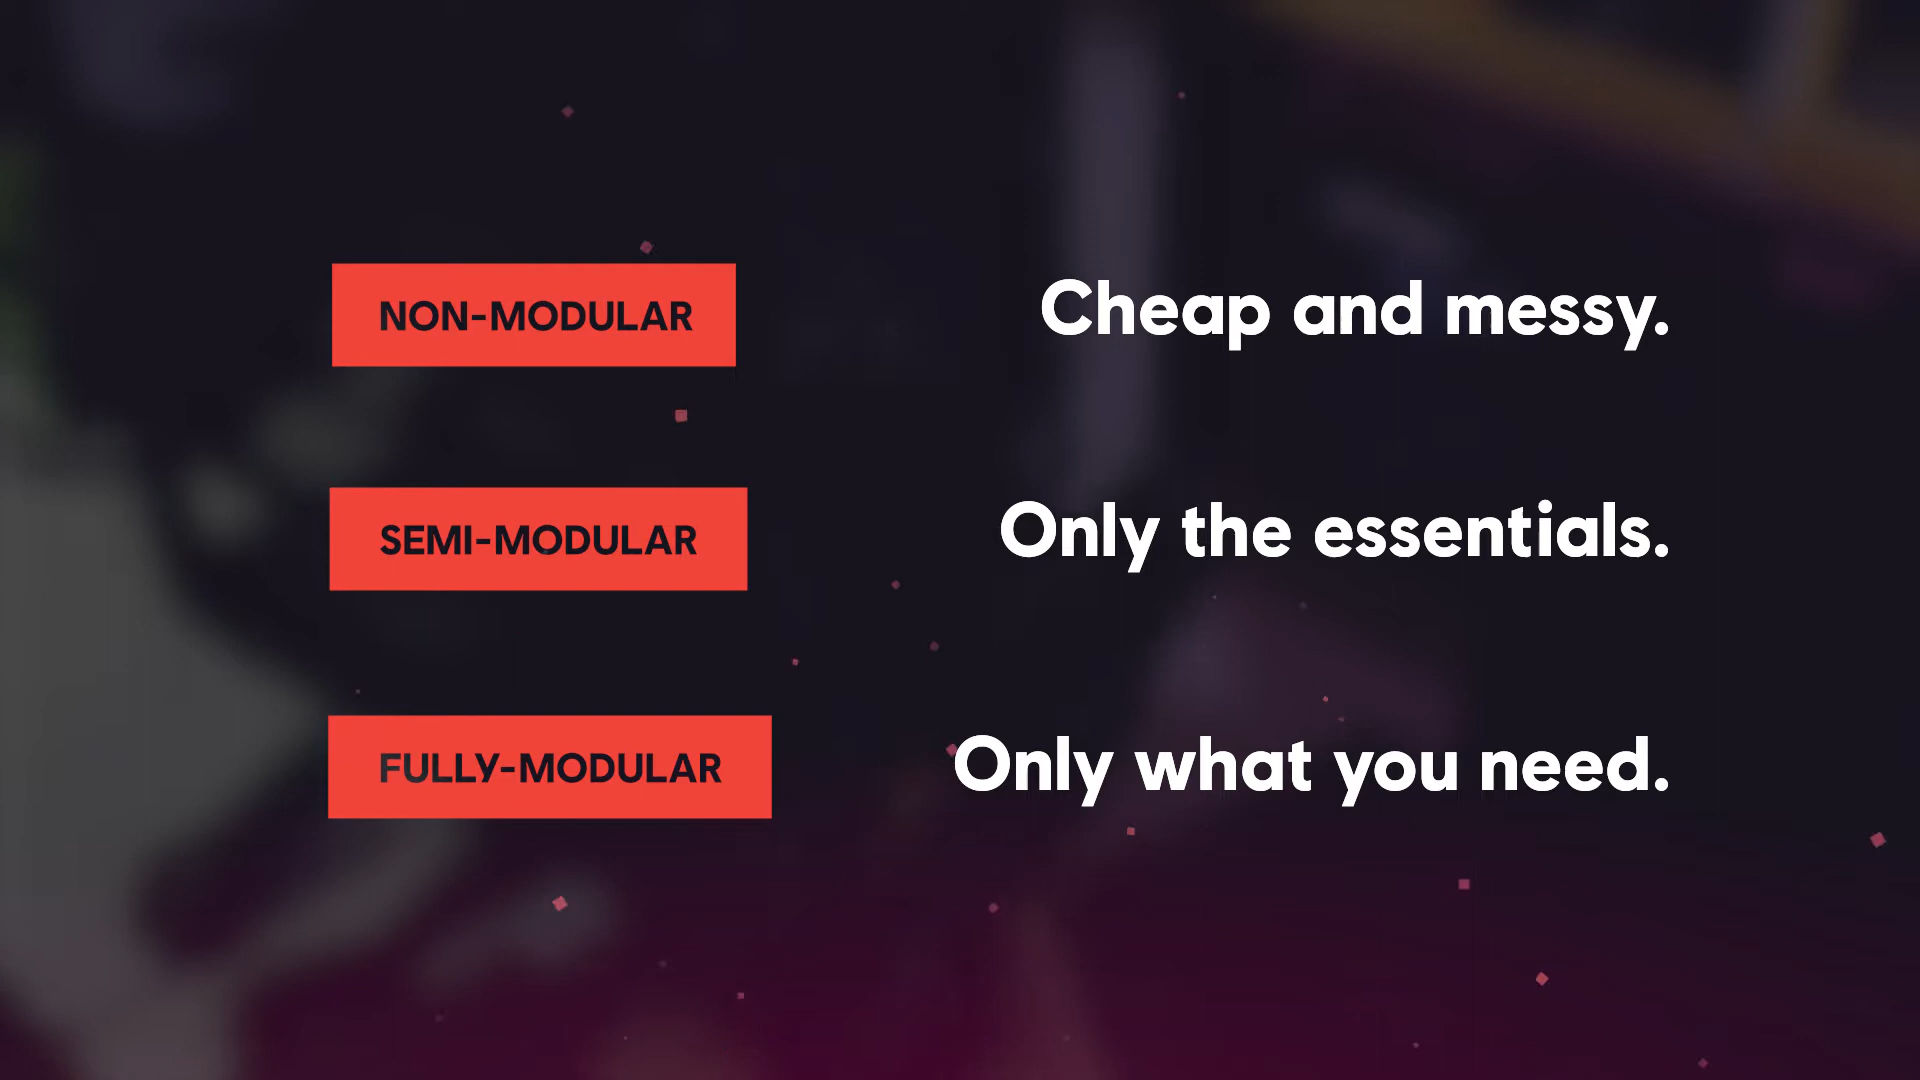 NON-MODULAR
Cheap and messy.
SEMI-MODULAR
Only the essentials.
FULLY-MODULAR
Only what you need.